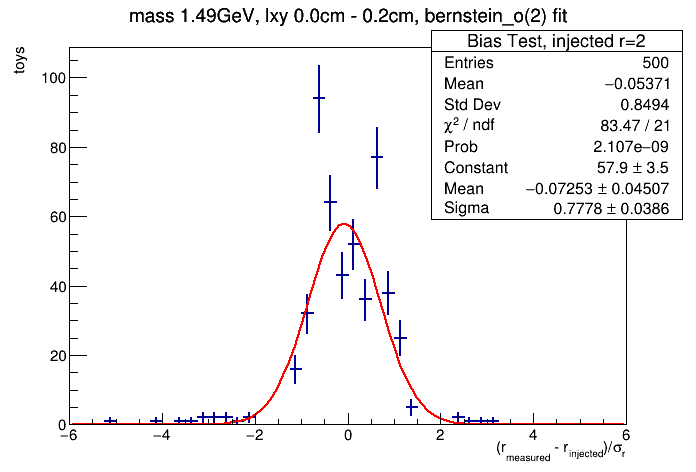 mass 1.49GeV, lxy 0.0cm - 0.2cm, bernstein_o(2) fit
toys
Bias Test, injected r=2
Entries 500
Mean −0.05371
Std Dev 0.8494
χ² / ndf 83.47 / 21
Prob 2.107e−09
Constant 57.9 ± 3.5
Mean −0.07253 ± 0.04507
Sigma 0.7778 ± 0.0386
100
80
60
40
20
0
−6 −4 −2 0 2 4 6
(r_measured - r_injected)/σ_r